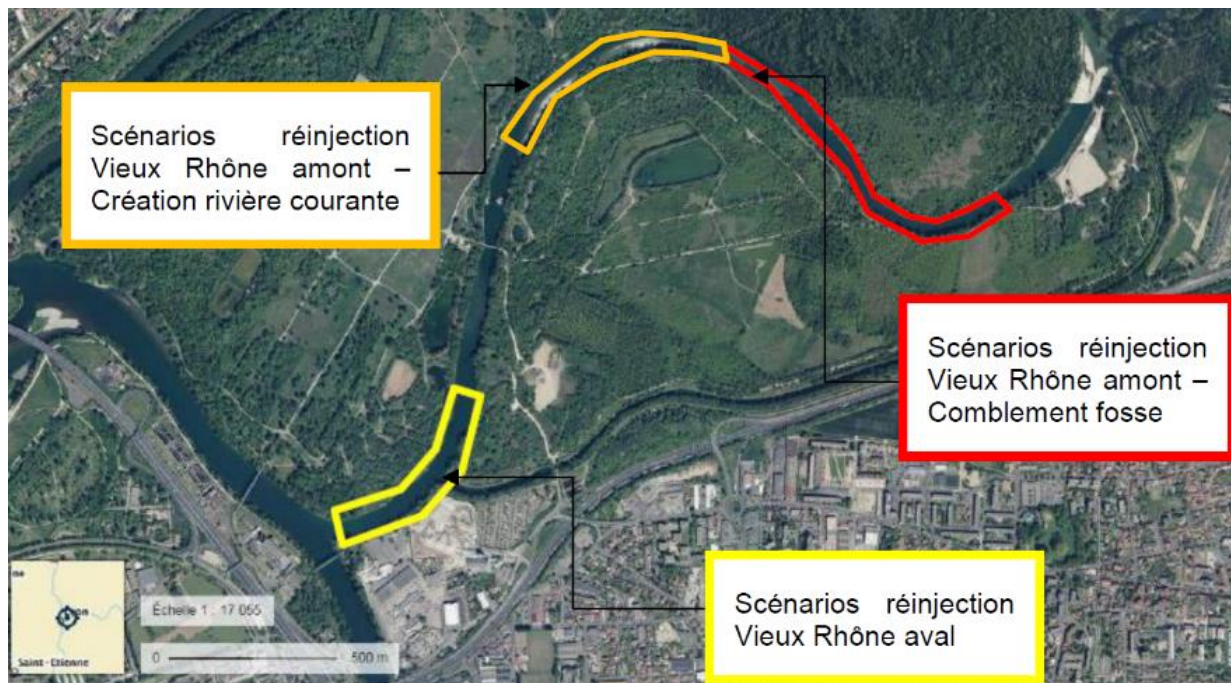 Scénarios réinjection
Vieux Rhône amont –
Création rivière courante
Scénarios réinjection
Vieux Rhône amont –
Comblement fosse
Scénarios réinjection
Vieux Rhône aval
Échelle 1 : 17 055
0 500 m
Saint-Etienne